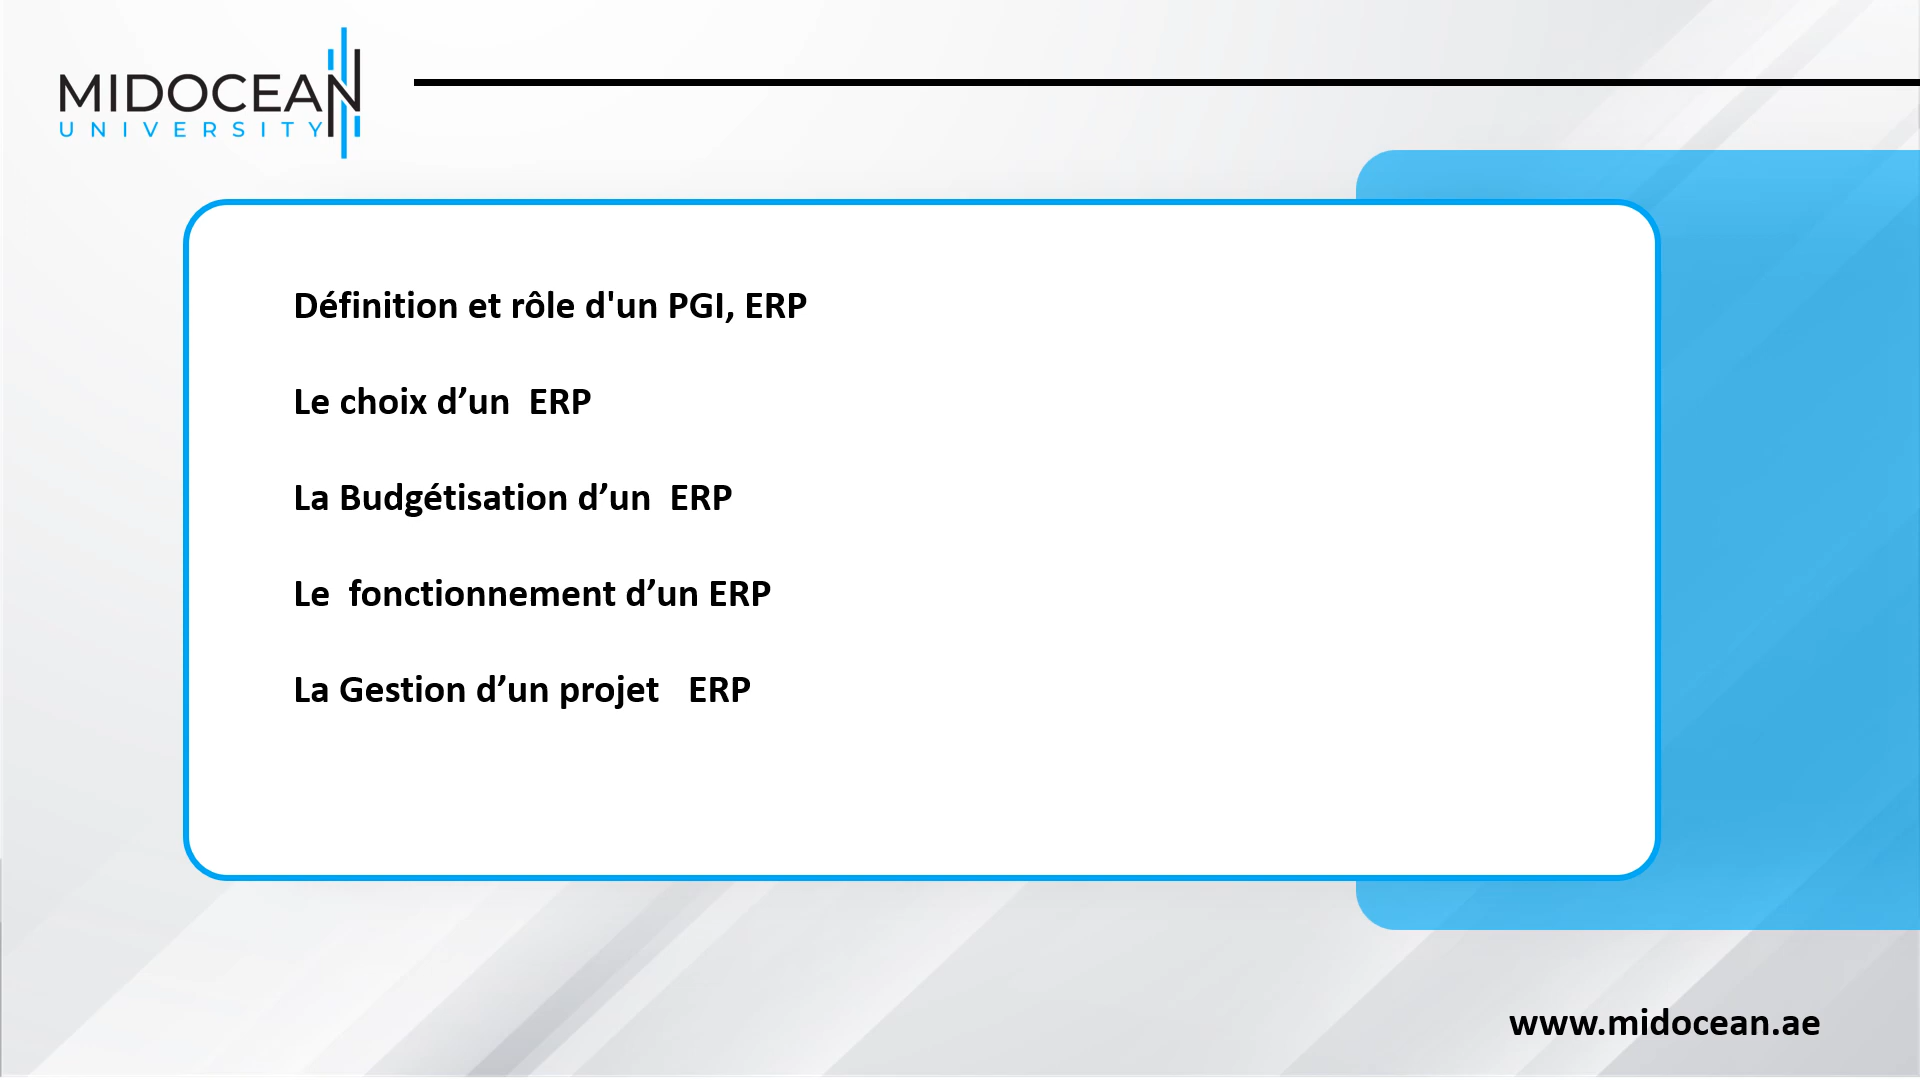 MIDOCEAN
UNIVERSITY
Définition et rôle d'un PGI, ERP
Le choix d’un  ERP
La Budgétisation d’un  ERP
Le  fonctionnement d’un ERP
La Gestion d’un projet   ERP
www.midocean.ae